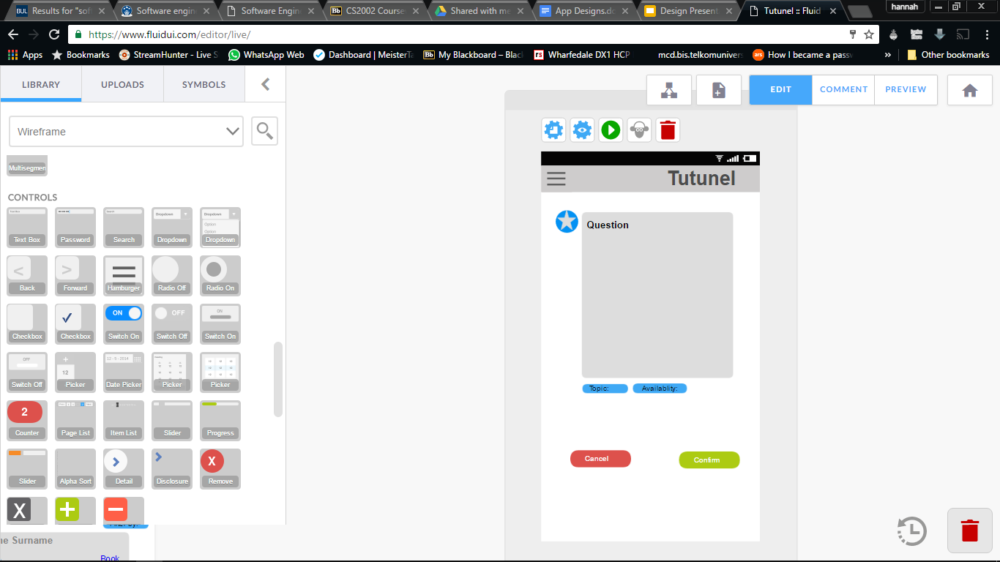 Results for "sof
Software engin
Software Engin
CS2002 Course
Shared with me
App Designs.do
Design Present
Tutunel :: Fluid
hannah
https://www.fluidui.com/editor/live/
Apps
Bookmarks
StreamHunter - Live S
WhatsApp Web
Dashboard | MeisterTa
My Blackboard – Blac
Wharfedale DX1 HCP
mcd.bis.telkomunivers
How I became a passw
»
Other bookmarks
LIBRARY
UPLOADS
SYMBOLS
EDIT
COMMENT
PREVIEW
Wireframe
Multisegmen
CONTROLS
Text Box
Password
Search
Dropdown
Dropdown
Back
Forward
Hamburger
Radio Off
Radio On
Checkbox
Checkbox
ON
Switch On
OFF
Switch Off
ON
Switch On
OFF
Switch Off
12
Picker
12 - 5 - 2014
Date Picker
Picker
Picker
2
Counter
Page List
Item List
Slider
Progress
Slider
Alpha Sort
Detail
Disclosure
X
Remove
X
ne Surname
Book
Tutunel
Question
Topic:
Availablity:
Cancel
Confirm